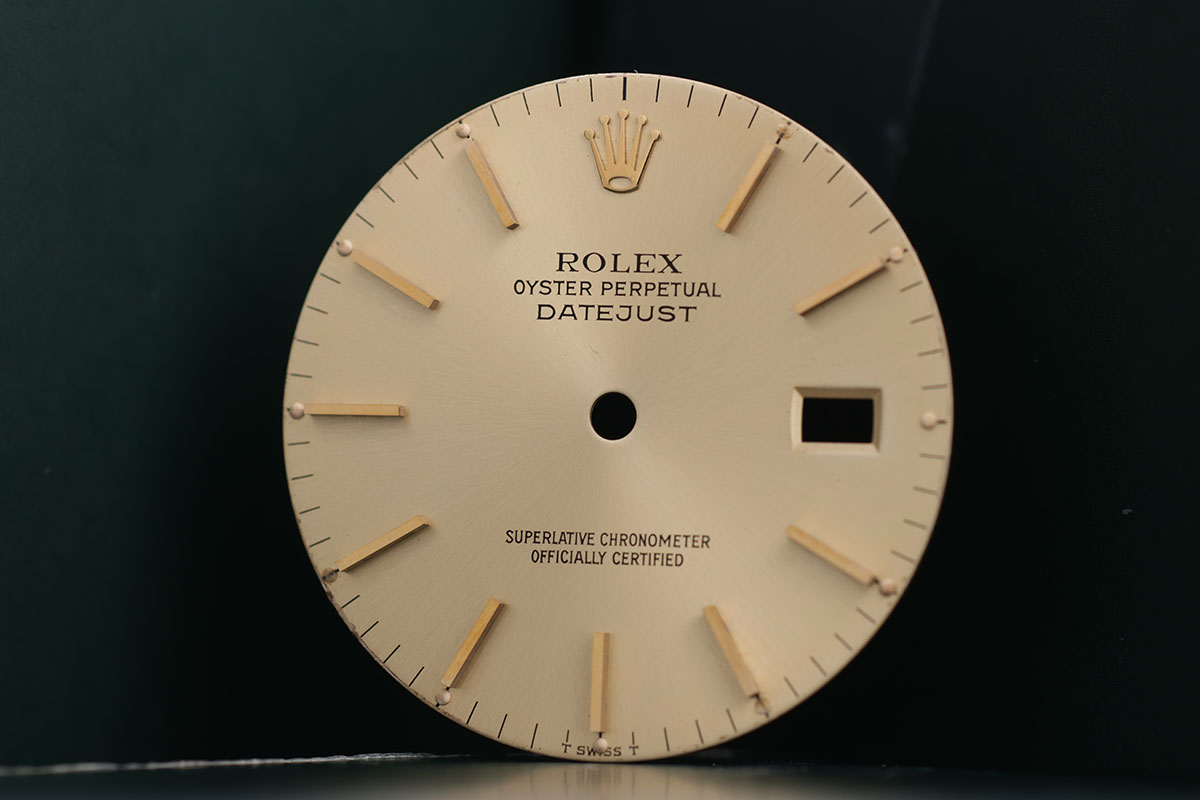 ROLEX
OYSTER PERPETUAL
DATEJUST
SUPERLATIVE CHRONOMETER
OFFICIALLY CERTIFIED
T SWISS T